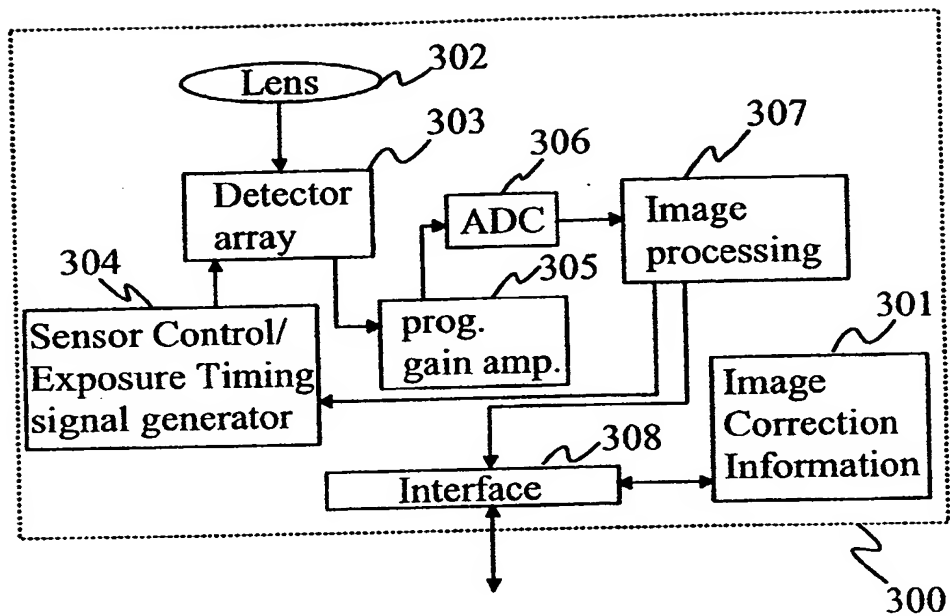 Lens
302
303
Detector
array
306
ADC
307
Image
processing
304
Sensor Control/
Exposure Timing
signal generator
305
prog.
gain amp.
301
Image
Correction
Information
308
Interface
300